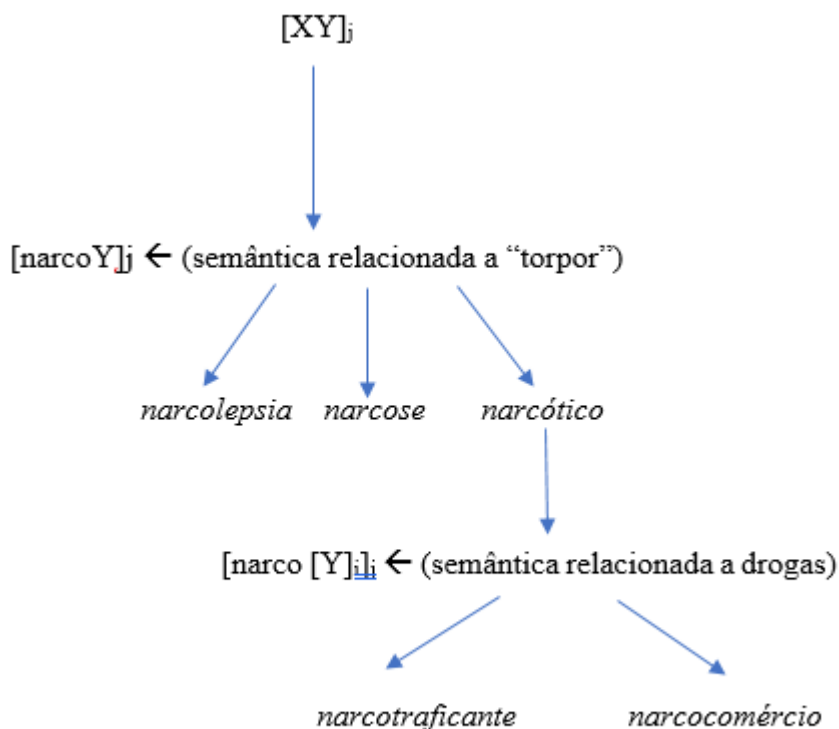 [XY]j
[narcoY]j ← (semântica relacionada a “torpor”)
narcolepsia narcose narcótico
[narco [Y]i]j ← (semântica relacionada a drogas)
narcotraficante narcocomércio